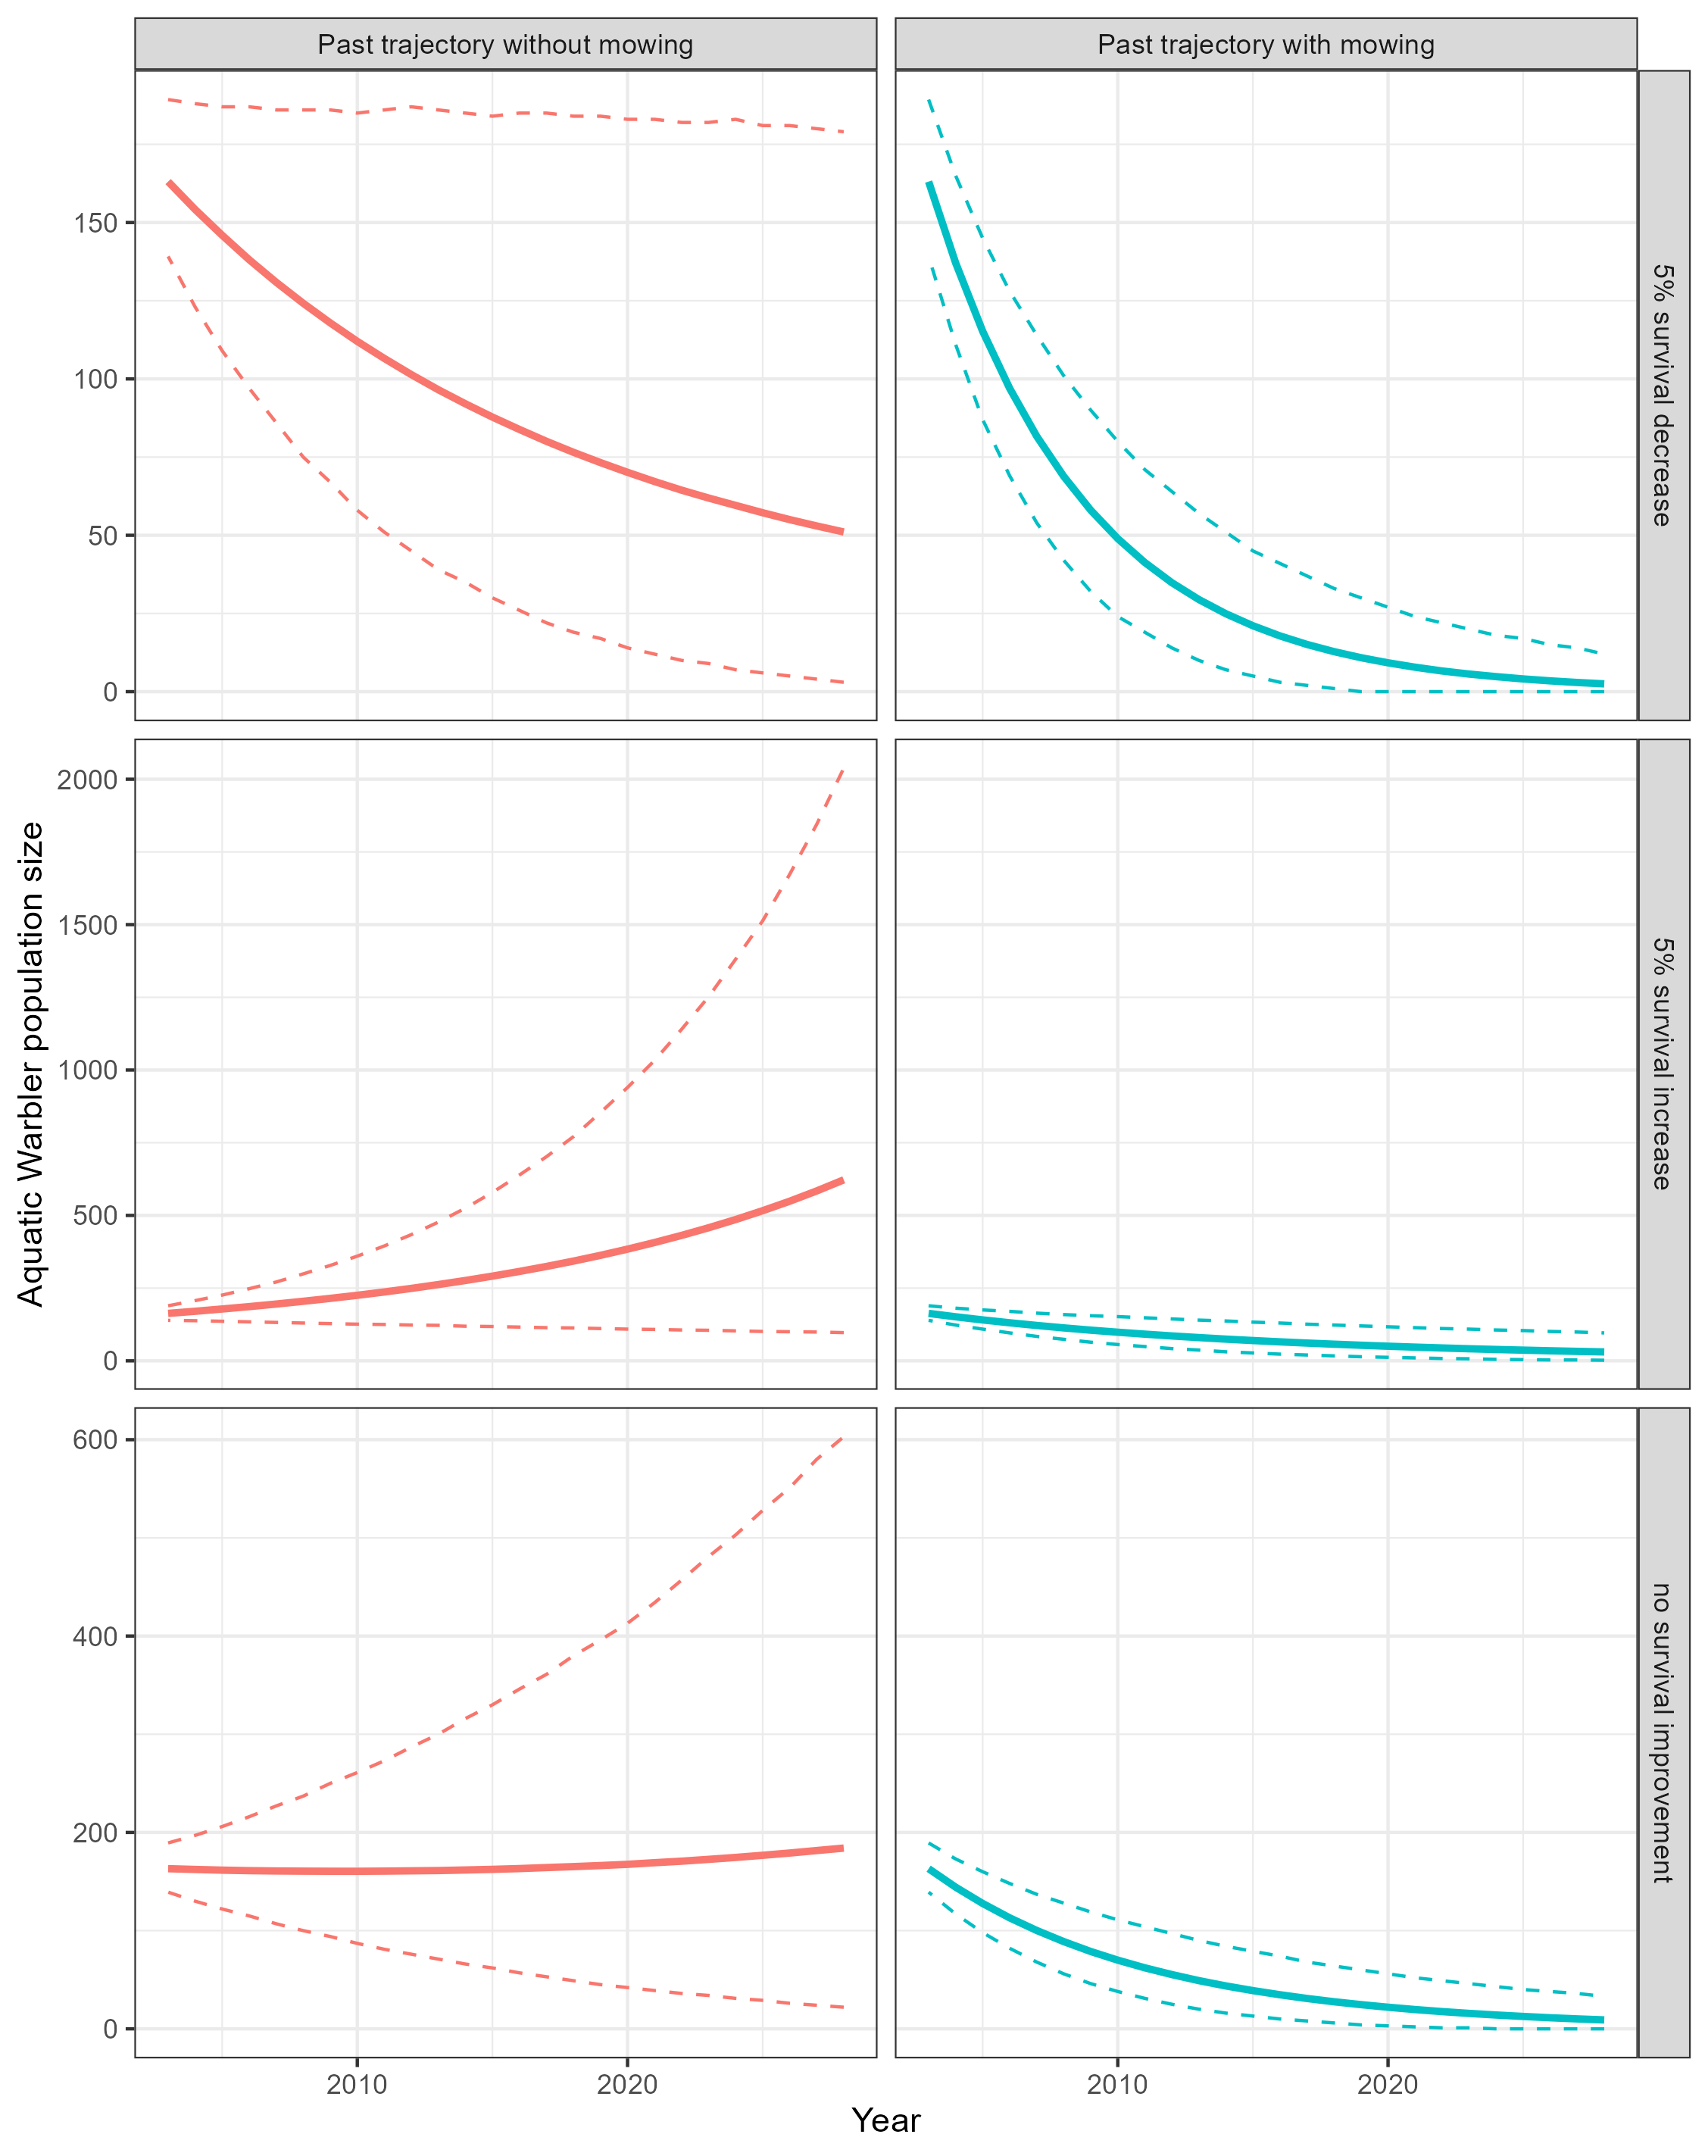 Past trajectory without mowing
Past trajectory with mowing
150
100
50
0
5% survival decrease
Aquatic Warbler population size
2000
1500
1000
500
0
5% survival increase
600
400
200
0
no survival improvement
2010
2020
2010
2020
Year